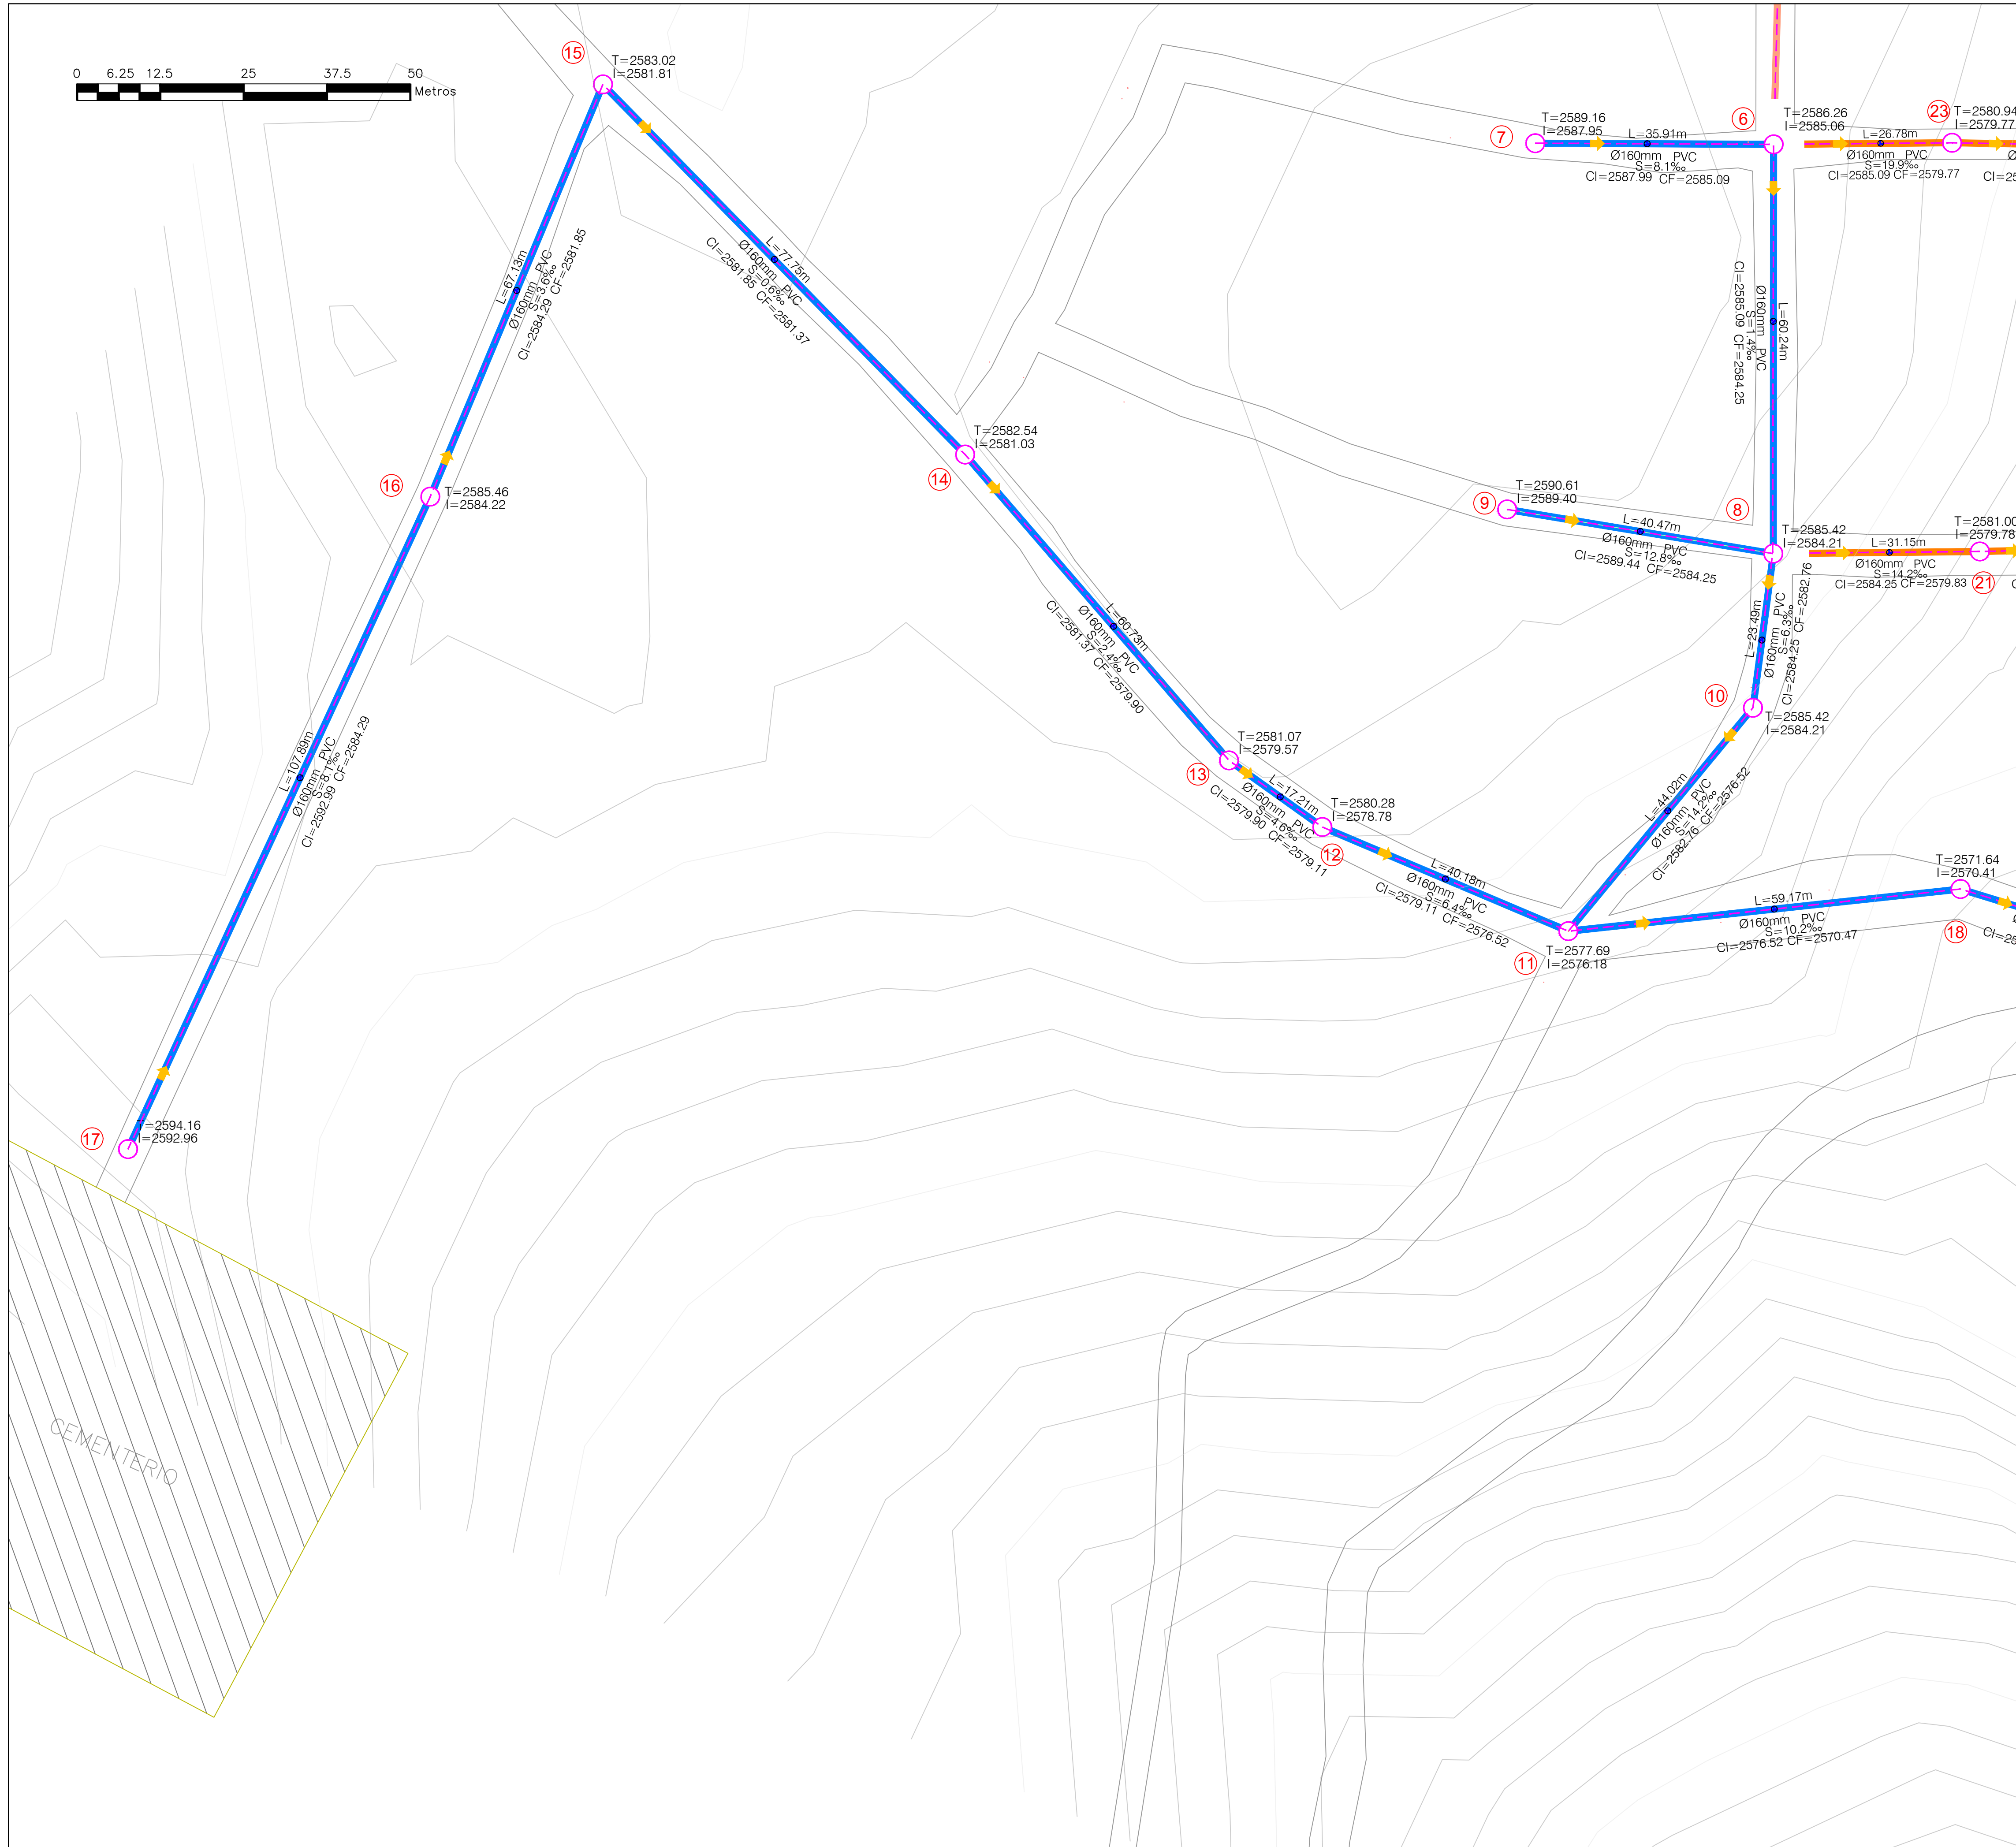 0 6.25 12.5 25 37.5 50
Metros
15
T=2583.02
I=2581.81
7
T=2589.16
I=2587.95
L=35.91m
Ø160mm PVC
S=8.1‰
CI=2587.99 CF=2585.09
6
T=2586.26
I=2585.06
L=26.78m
Ø160mm PVC
S=19.9‰
CI=2585.09 CF=2579.77
23
T=2580.94
I=2579.77
L=67.13m
Ø160mm PVC
S=3.6‰
CI=2584.29 CF=2581.85
L=77.75m
Ø160mm PVC
S=0.6‰
CI=2581.85 CF=2581.37
L=60.24m
Ø160mm PVC
S=1.4‰
CI=2585.09 CF=2584.25
16
T=2585.46
I=2584.22
14
T=2582.54
I=2581.03
9
T=2590.61
I=2589.40
L=40.47m
Ø160mm PVC
S=12.8‰
CI=2589.44 CF=2584.25
8
T=2585.42
I=2584.21
L=31.15m
Ø160mm PVC
S=14.2‰
CI=2584.25 CF=2579.83
T=2581.00
I=2579.78
21
L=60.73m
Ø160mm PVC
S=2.4‰
CI=2581.37 CF=2579.90
L=23.49m
Ø160mm PVC
S=6.3‰
CI=2584.25 CF=2582.76
10
T=2585.42
I=2584.21
L=107.89m
Ø160mm PVC
S=8.1‰
CI=2592.99 CF=2584.29
13
T=2581.07
I=2579.57
L=17.21m
Ø160mm PVC
S=4.6‰
CI=2579.90 CF=2579.11
T=2580.28
I=2578.78
12
L=44.02m
Ø160mm PVC
S=14.2‰
CI=2582.76 CF=2576.52
L=40.18m
Ø160mm PVC
S=6.4‰
CI=2579.11 CF=2576.52
11
T=2577.69
I=2576.18
L=59.17m
Ø160mm PVC
S=10.2‰
CI=2576.52 CF=2570.47
T=2571.64
I=2570.41
18
17
T=2594.16
I=2592.96
CEMENTERIO